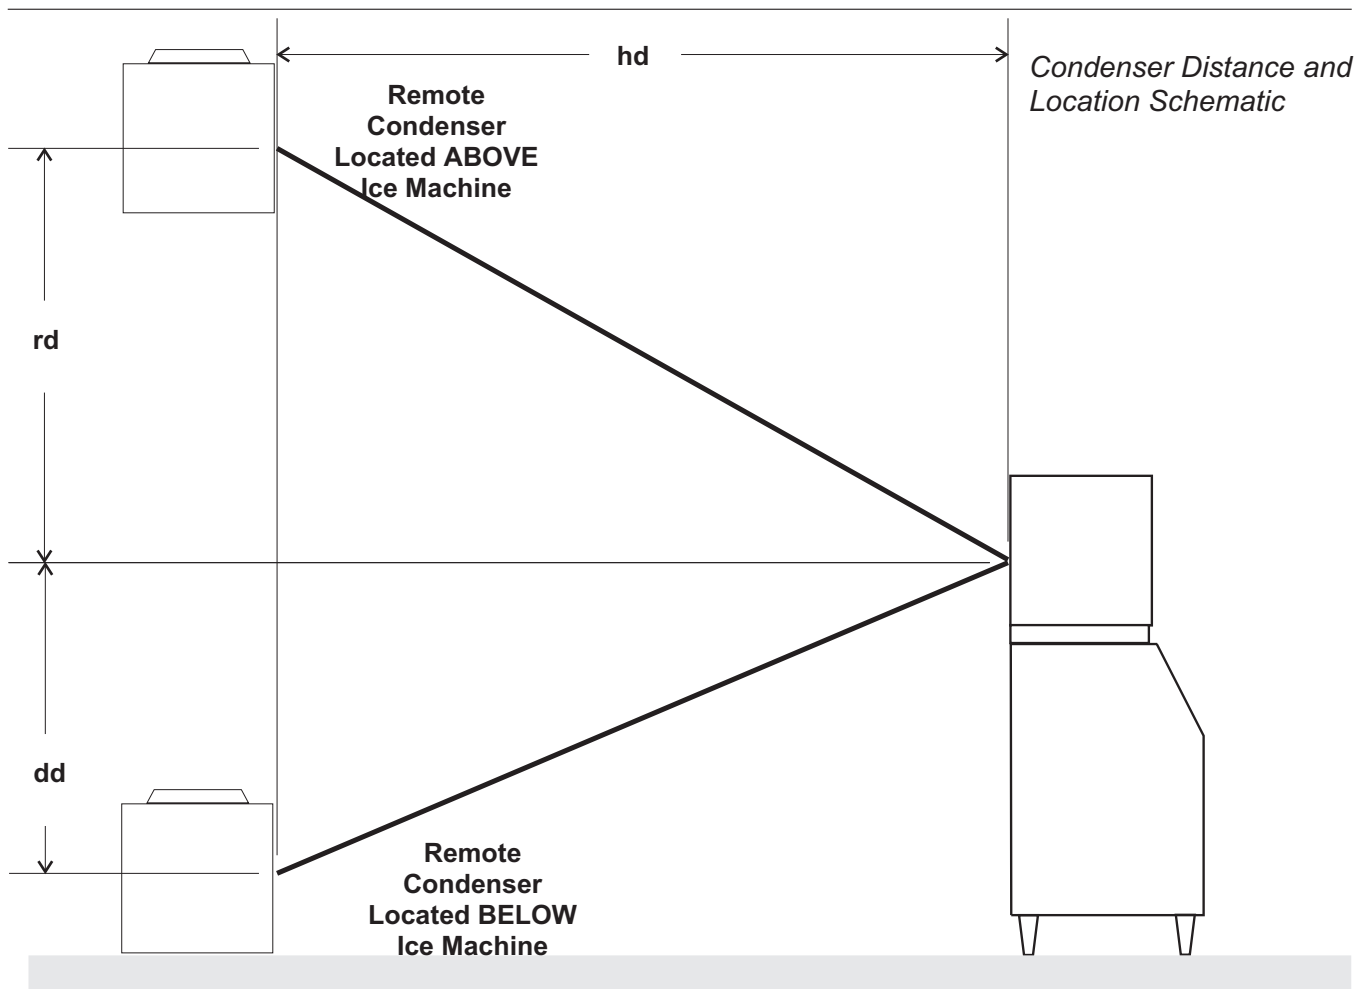 hd
Condenser Distance and
Location Schematic
Remote
Condenser
Located ABOVE
Ice Machine
rd
dd
Remote
Condenser
Located BELOW
Ice Machine